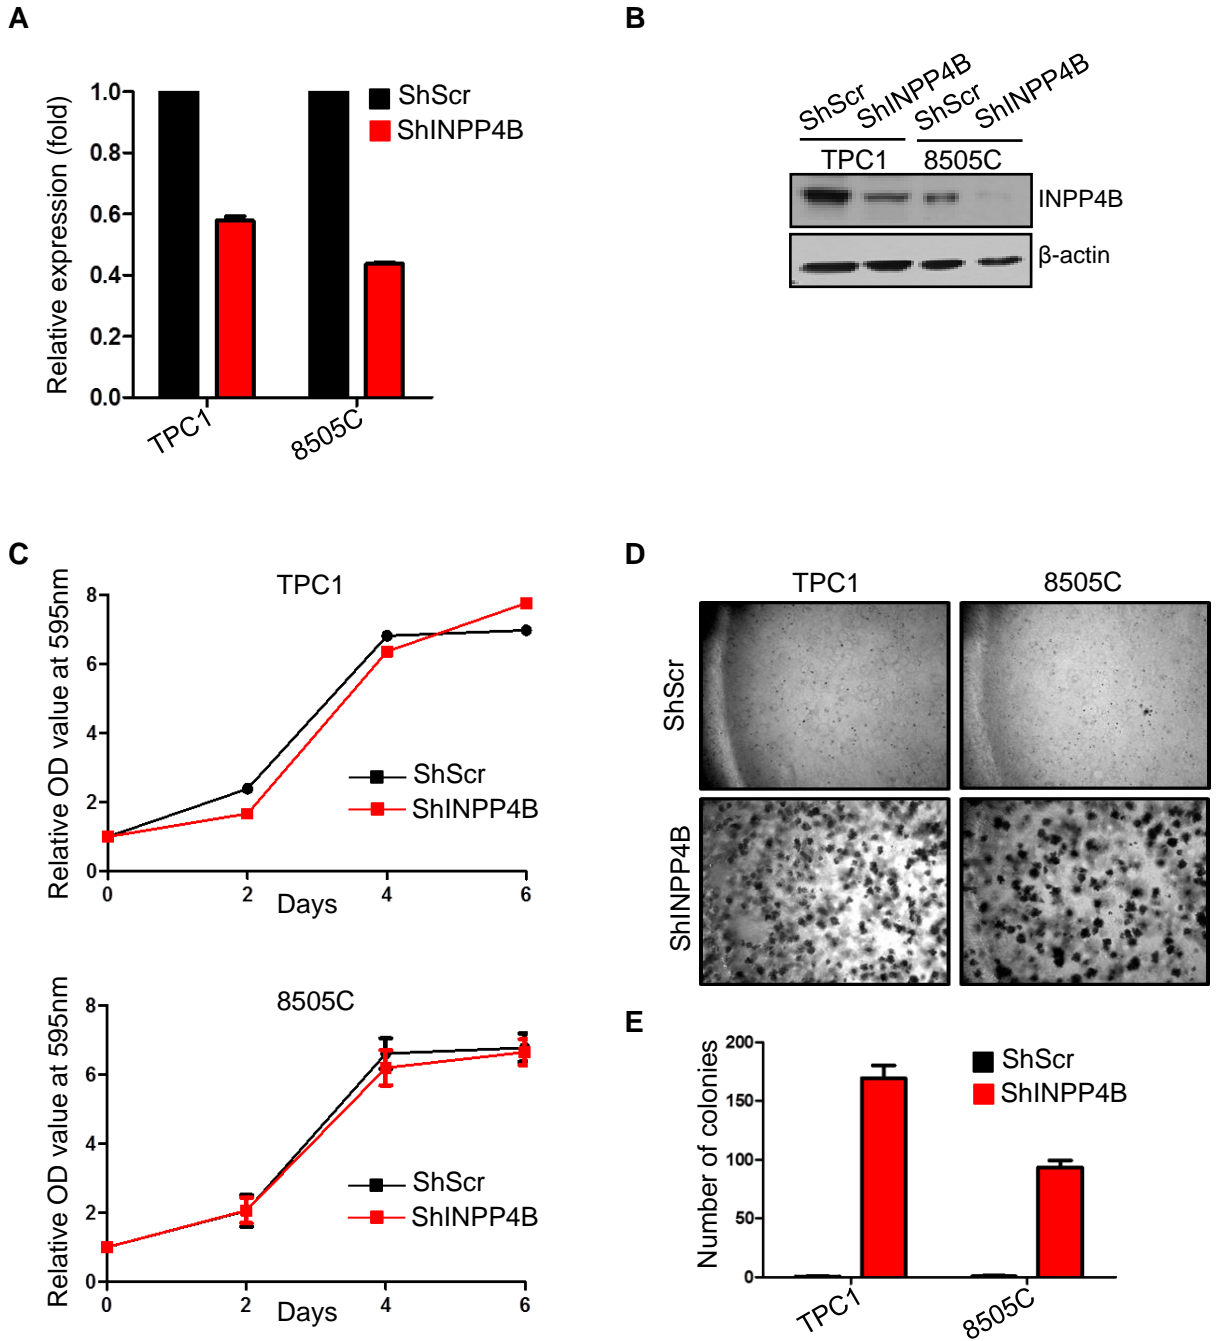 A
Relative expression (fold)
1.0
0.8
0.6
0.4
0.2
0.0
ShScr
ShINPP4B
TPC1
8505C
B
ShScr ShINPP4B ShScr ShINPP4B
TPC1 8505C
INPP4B
β-actin
C
TPC1
Relative OD value at 595nm
8
6
4
2
0
ShScr
ShINPP4B
0 2 4 6
Days
8505C
Relative OD value at 595nm
8
6
4
2
0
ShScr
ShINPP4B
0 2 4 6
Days
D
TPC1 8505C
ShScr
ShINPP4B
E
Number of colonies
200
150
100
50
0
ShScr
ShINPP4B
TPC1
8505C